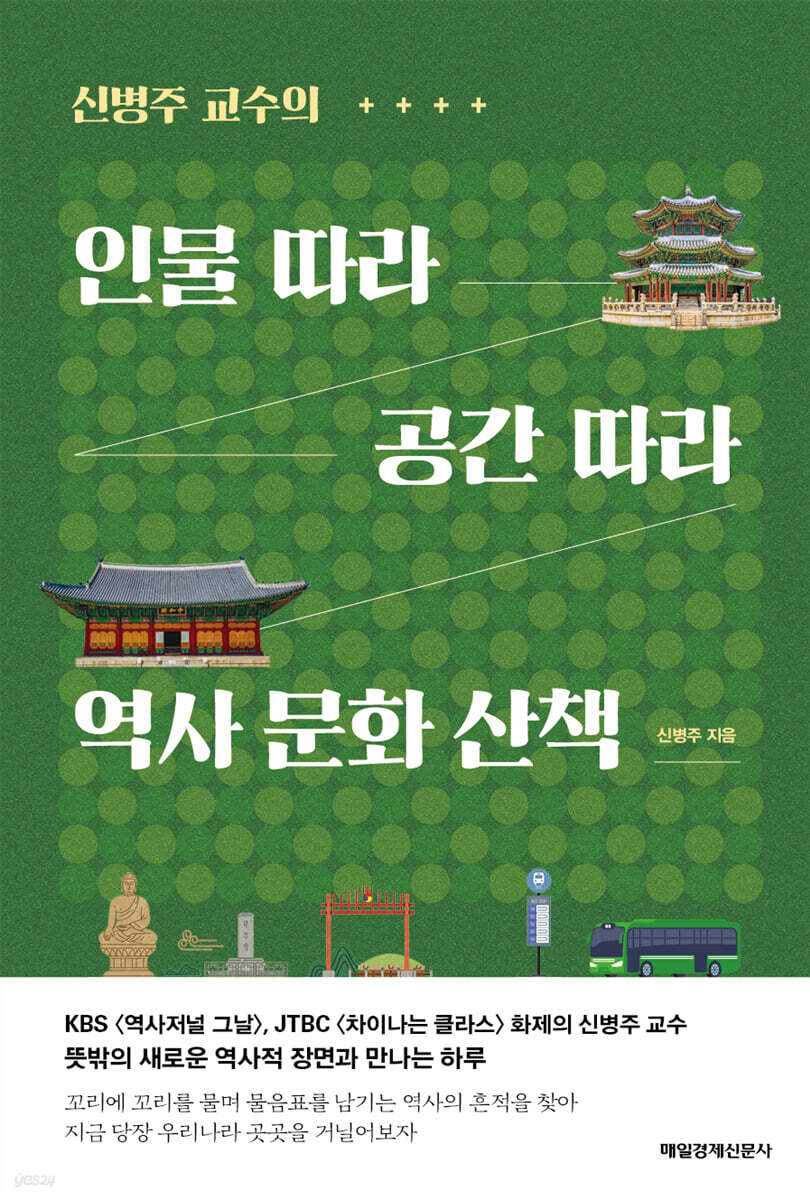 신병주 교수의
인물 따라
공간 따라
역사 문화 산책
신병주 지음
KBS 〈역사저널 그날〉, JTBC 〈차이나는 클라스〉 화제의 신병주 교수
뜻밖의 새로운 역사적 장면과 만나는 하루
꼬리에 꼬리를 물며 물음표를 남기는 역사의 흔적을 찾아
지금 당장 우리나라 곳곳을 거닐어보자
매일경제신문사
yes24